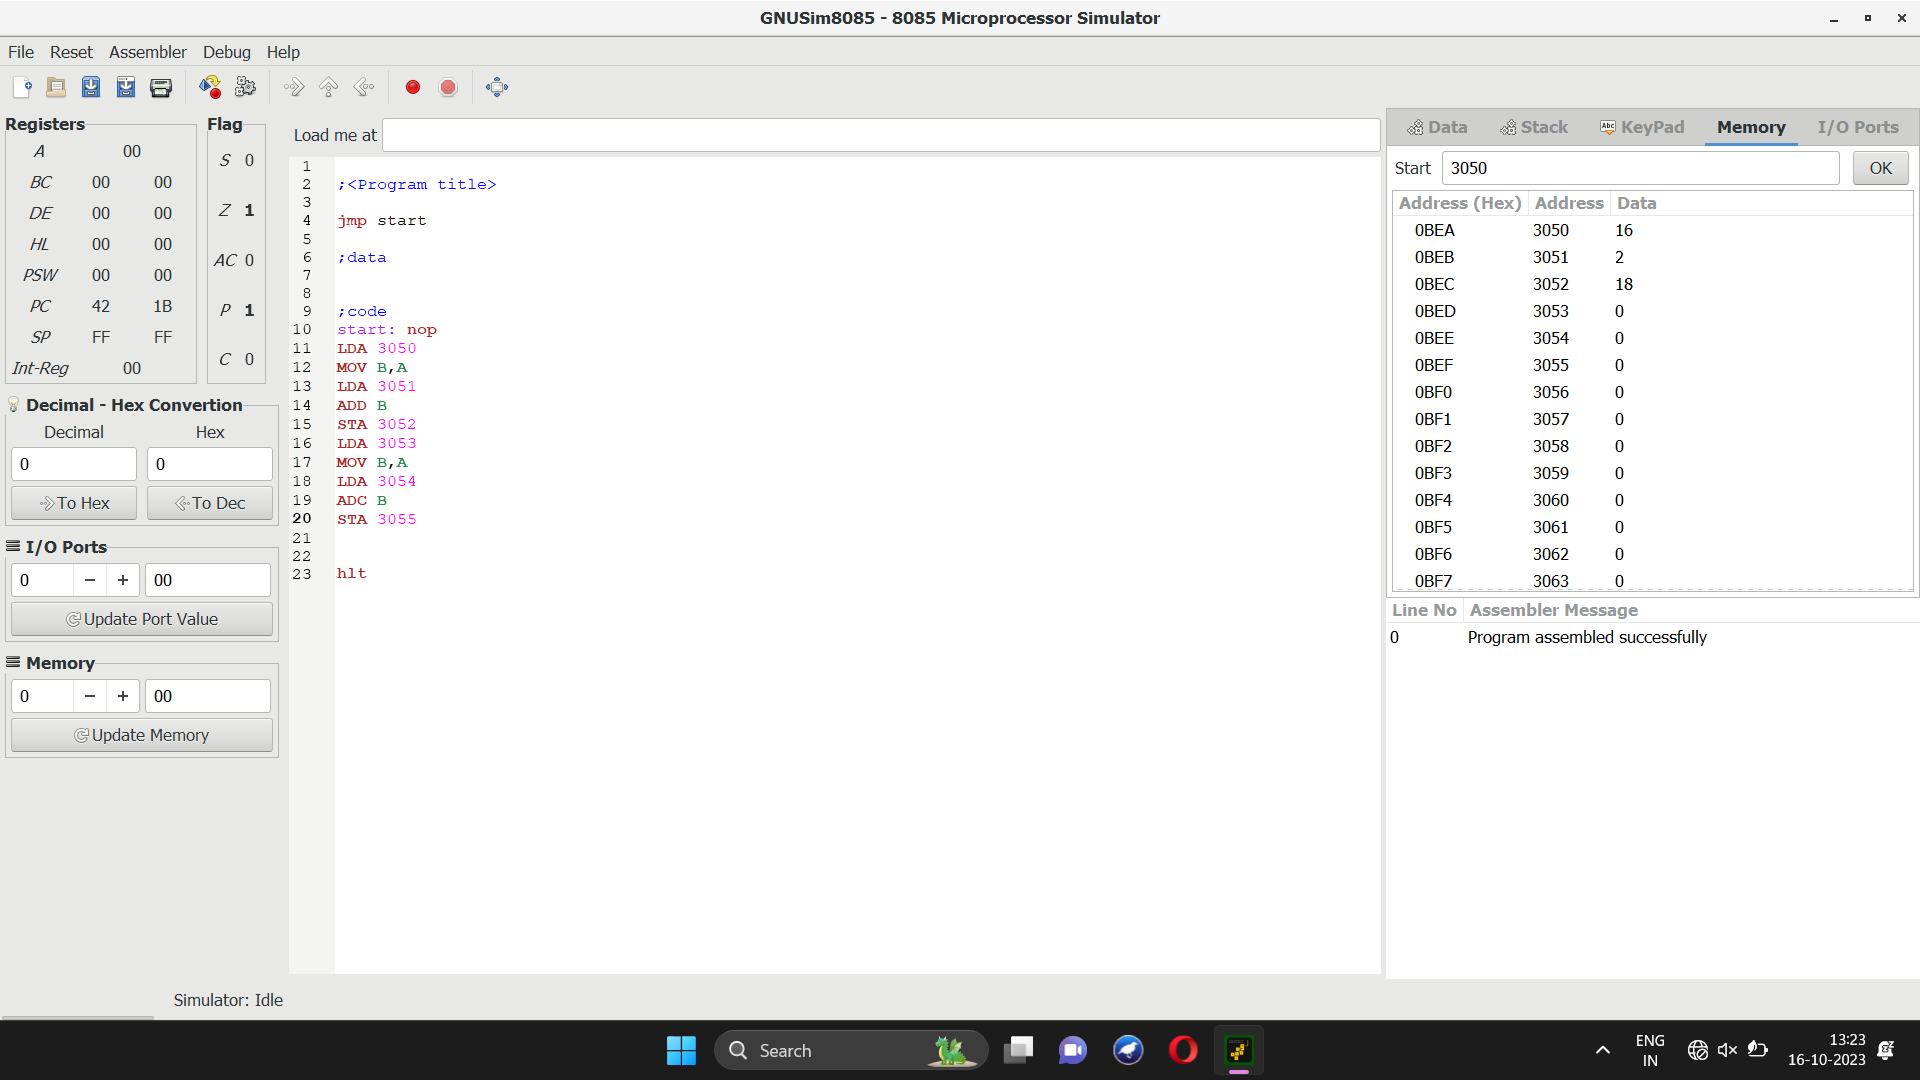 GNUSim8085 - 8085 Microprocessor Simulator
File Reset Assembler Debug Help
Registers
A 00
BC 00 00
DE 00 00
HL 00 00
PSW 00 00
PC 42 1B
SP FF FF
Int-Reg 00
Flag
S 0
Z 1
AC 0
P 1
C 0
Decimal - Hex Convertion
Decimal Hex
0 0
To Hex To Dec
I/O Ports
0 − + 00
Update Port Value
Memory
0 − + 00
Update Memory
Load me at
1
2 ;<Program title>
3
4 jmp start
5
6 ;data
7
8
9 ;code
10 start: nop
11 LDA 3050
12 MOV B,A
13 LDA 3051
14 ADD B
15 STA 3052
16 LDA 3053
17 MOV B,A
18 LDA 3054
19 ADC B
20 STA 3055
21
22
23 hlt
Data Stack Abc KeyPad Memory I/O Ports
Start 3050 OK
Address (Hex) Address Data
0BEA 3050 16
0BEB 3051 2
0BEC 3052 18
0BED 3053 0
0BEE 3054 0
0BEF 3055 0
0BF0 3056 0
0BF1 3057 0
0BF2 3058 0
0BF3 3059 0
0BF4 3060 0
0BF5 3061 0
0BF6 3062 0
0BF7 3063 0
Line No Assembler Message
0 Program assembled successfully
Simulator: Idle
Search
ENG
IN
13:23
16-10-2023